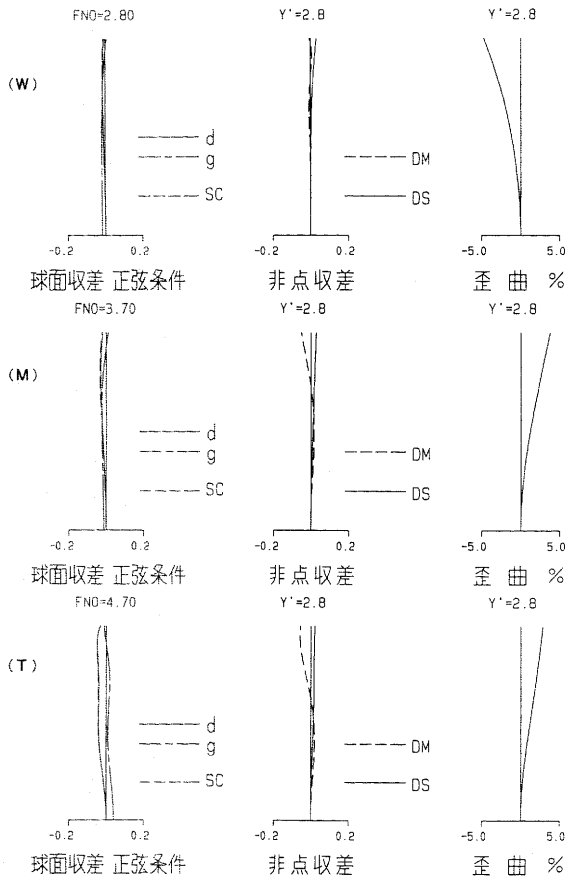 FNO=2.80 Y'=2.8 Y'=2.8
(W)
d
g DM
SC DS
-0.2 0.2 -0.2 0.2 -5.0 5.0
球面収差 正弦条件 非点収差 歪曲 %
FNO=3.70 Y'=2.8 Y'=2.8
(M)
d
g DM
SC DS
-0.2 0.2 -0.2 0.2 -5.0 5.0
球面収差 正弦条件 非点収差 歪曲 %
FNO=4.70 Y'=2.8 Y'=2.8
(T)
d
g DM
SC DS
-0.2 0.2 -0.2 0.2 -5.0 5.0
球面収差 正弦条件 非点収差 歪曲 %